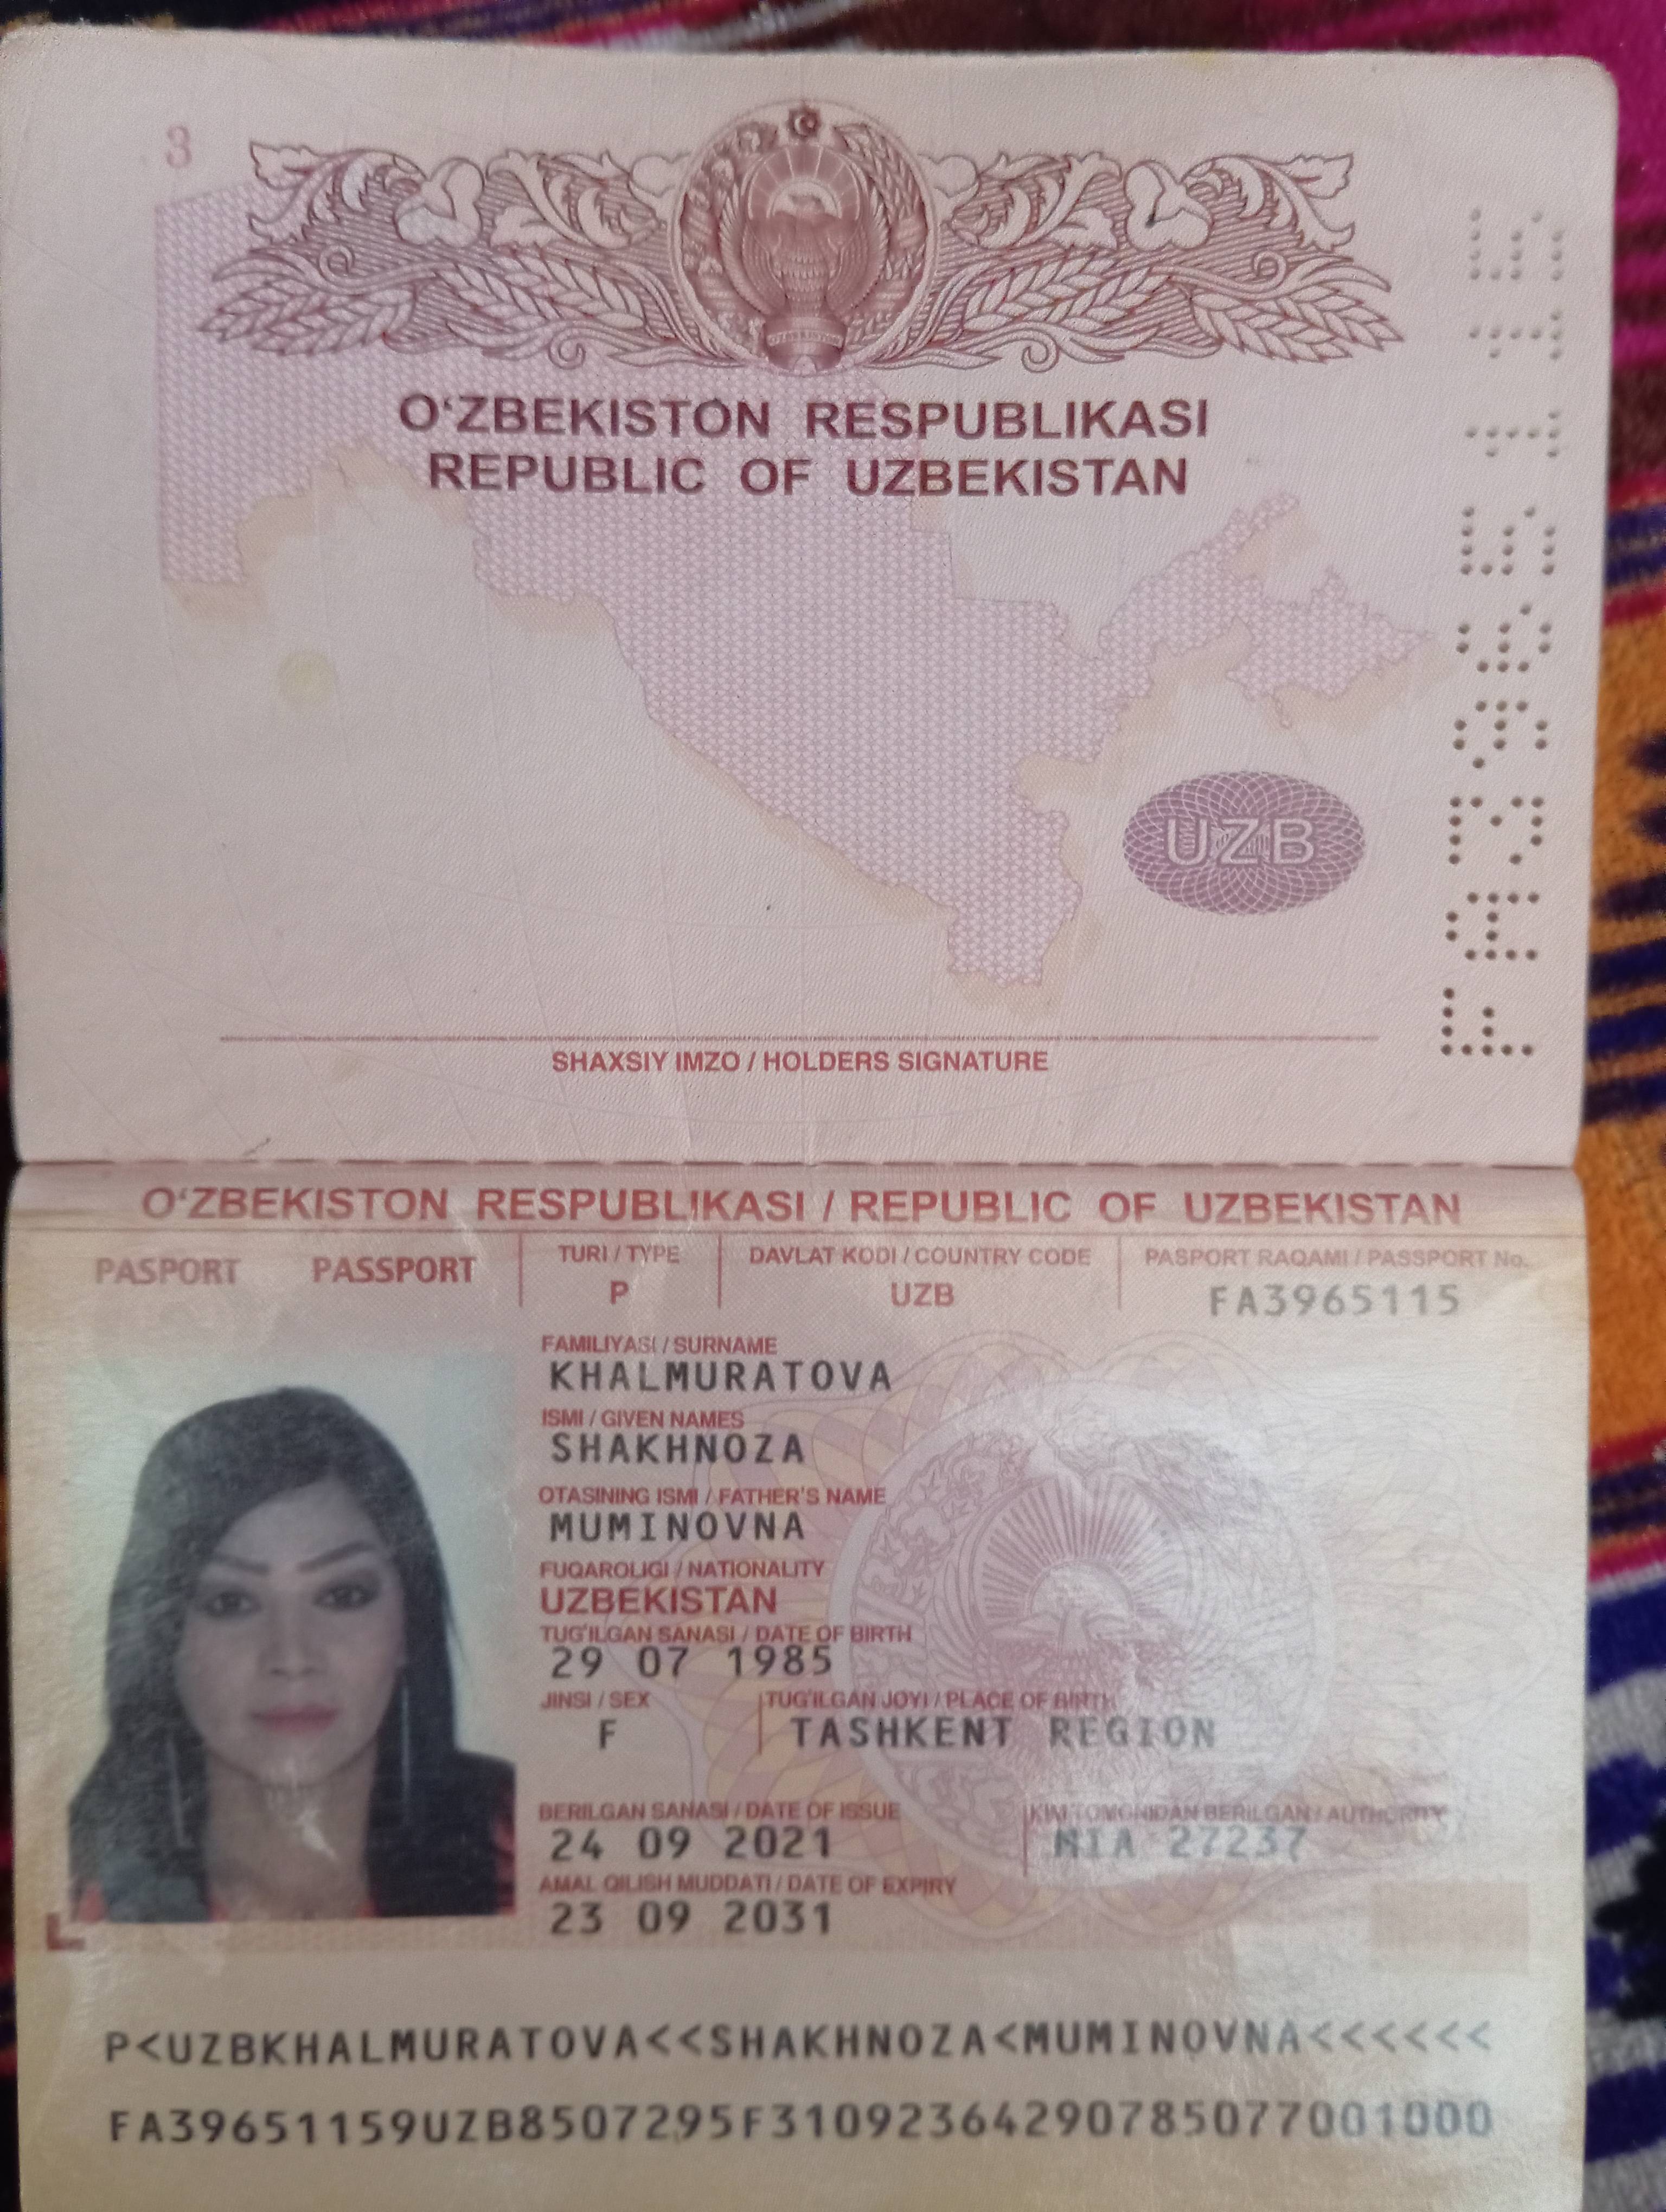 3
O‘ZBEKISTON RESPUBLIKASI
REPUBLIC OF UZBEKISTAN
UZB
FA3965115
SHAXSIY IMZO / HOLDERS SIGNATURE
O‘ZBEKISTON RESPUBLIKASI / REPUBLIC OF UZBEKISTAN
PASPORT PASSPORT
TURI / TYPE
P
DAVLAT KODI / COUNTRY CODE
UZB
PASPORT RAQAMI / PASSPORT No.
FA3965115
FAMILIYASI / SURNAME
KHALMURATOVA
ISMI / GIVEN NAMES
SHAKHNOZA
OTASINING ISMI / FATHER'S NAME
MUMINOVNA
FUQAROLIGI / NATIONALITY
UZBEKISTAN
TUG'ILGAN SANASI / DATE OF BIRTH
29 07 1985
JINSI / SEX
F
TUG'ILGAN JOYI / PLACE OF BIRTH
TASHKENT REGION
BERILGAN SANASI / DATE OF ISSUE
24 09 2021
KIM TOMONIDAN BERILGAN / AUTHORITY
MIA 27237
AMAL QILISH MUDDATI / DATE OF EXPIRY
23 09 2031
P<UZBKHALMURATOVA<<SHAKHNOZA<MUMINOVNA<<<<<<
FA39651159UZB8507295F31092364290785077001000